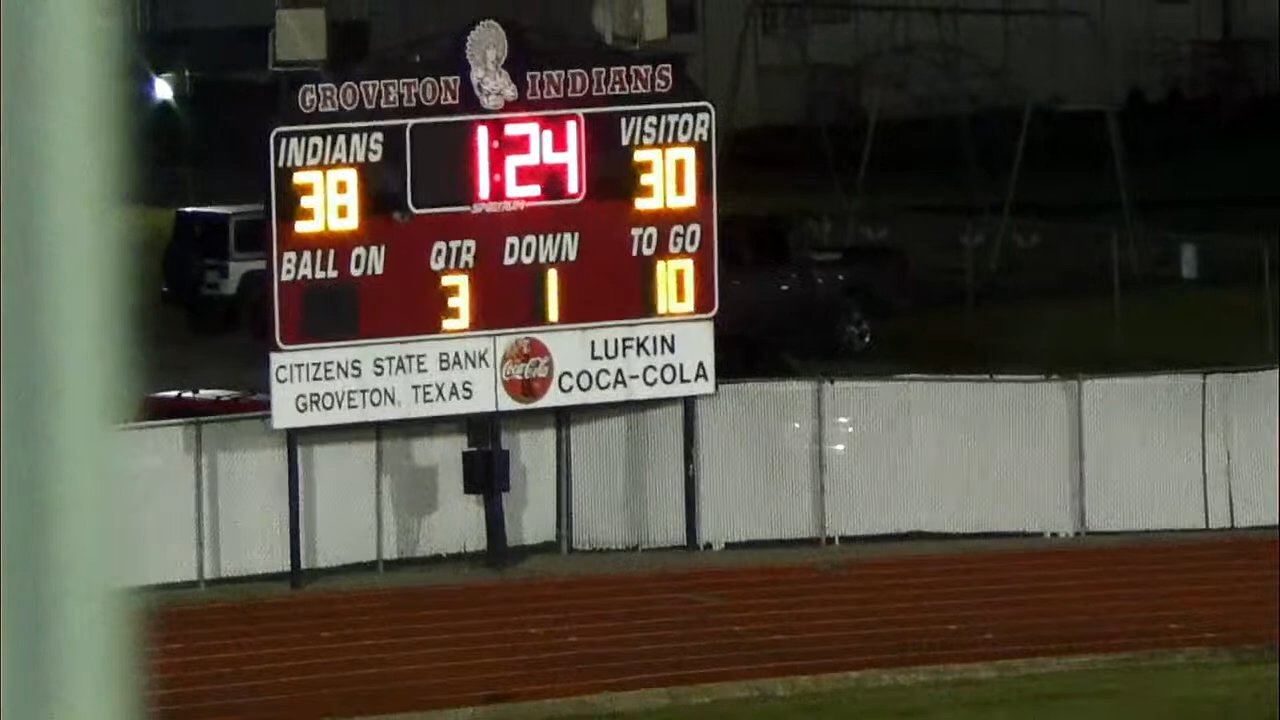 GROVETON INDIANS
INDIANS 1:24 VISITOR
38 30
SPECTRUM
BALL ON QTR DOWN TO GO
3 1 10
CITIZENS STATE BANK
GROVETON, TEXAS
Coca-Cola
LUFKIN
COCA-COLA